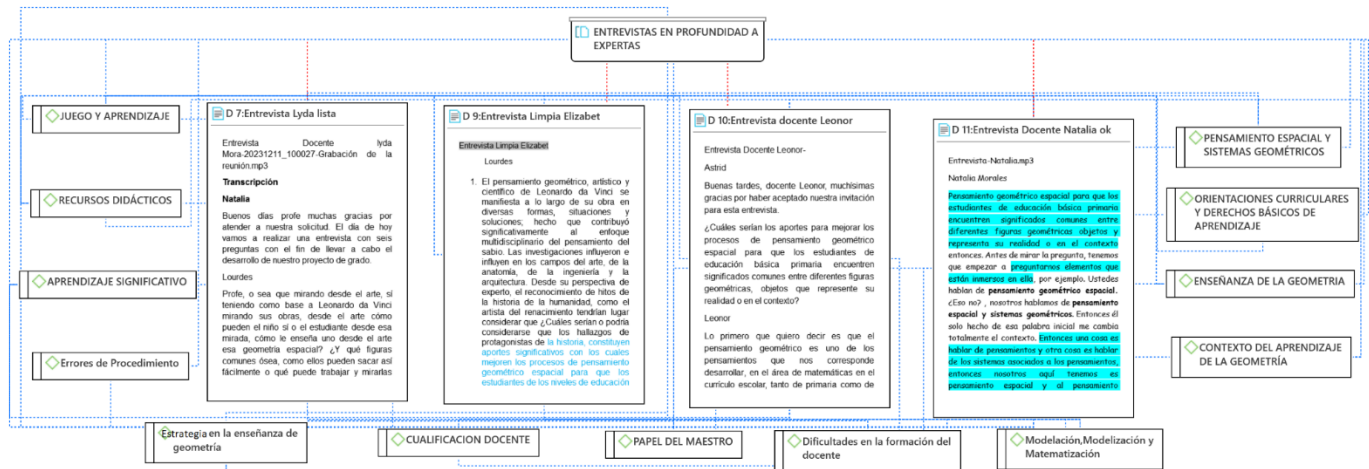 ENTREVISTAS EN PROFUNDIDAD A
EXPERTAS
JUEGO Y APRENDIZAJE
RECURSOS DIDÁCTICOS
APRENDIZAJE SIGNIFICATIVO
Errores de Procedimiento
D 7:Entrevista Lyda lista
Entrevista Docente lyda
Mora-20231211_100027-Grabación de la
reunión.mp3
Transcripción
Natalia
Buenos días profe muchas gracias por
atender a nuestra solicitud. El día de hoy
vamos a realizar una entrevista con seis
preguntas con el fin de llevar a cabo el
desarrollo de nuestro proyecto de grado.
Lourdes
Profe, o sea que mirando desde el arte, sí
teniendo como base a Leonardo da Vinci
mirando sus obras, desde el arte cómo
pueden el niño sí o el estudiante desde esa
mirada, cómo le enseña uno desde el arte
esa geometría espacial? ¿Y qué figuras
comunes ósea, como ellos pueden sacar así
fácilmente o qué puede trabajar y mirarlas
D 9:Entrevista Limpia Elizabet
Entrevista Limpia Elizabet
Lourdes
1. El pensamiento geométrico, artístico y
científico de Leonardo da Vinci se
manifiesta a lo largo de su obra en
diversas formas, situaciones y
soluciones; hecho que contribuyó
significativamente al enfoque
multidisciplinario del pensamiento del
sabio. Las investigaciones influyeron e
influyen en los campos del arte, de la
anatomía, de la ingeniería y la
arquitectura. Desde su perspectiva de
experto, el reconocimiento de hitos de
la historia de la humanidad, como el
artista del renacimiento tendrían lugar
considerar que ¿Cuáles serían o podría
considerarse que los hallazgos de
protagonistas de la historia, constituyen
aportes significativos con los cuales
mejoren los procesos de pensamiento
geométrico espacial para que los
estudiantes de los niveles de educación
D 10:Entrevista docente Leonor
Entrevista Docente Leonor-
Astrid
Buenas tardes, docente Leonor, muchísimas
gracias por haber aceptado nuestra invitación
para esta entrevista.
¿Cuáles serían los aportes para mejorar los
procesos de pensamiento geométrico
espacial para que los estudiantes de
educación básica primaria encuentren
significados comunes entre diferentes figuras
geométricas, objetos que represente su
realidad o en el contexto?
Leonor
Lo primero que quiero decir es que el
pensamiento geométrico es uno de los
pensamientos que nos corresponde
desarrollar, en el área de matemáticas en el
currículo escolar, tanto de primaria como de
D 11:Entrevista Docente Natalia ok
Entrevista-Natalia.mp3
Natalia Morales
Pensamiento geométrico espacial para que los
estudiantes de educación básica primaria
encuentren significados comunes entre
diferentes figuras geométricas objetos y
representa su realidad o en el contexto
entonces. Antes de mirar la pregunta, tenemos
que empezar a preguntarnos elementos que
están inmersos en ella, por ejemplo. Ustedes
hablan de pensamiento geométrico espacial.
¿Eso no? , nosotros hablamos de pensamiento
espacial y sistemas geométricos. Entonces él
solo hecho de esa palabra inicial me cambia
totalmente el contexto. Entonces una cosa es
hablar de pensamientos y otra cosa es hablar
de los sistemas asociados a los pensamientos,
entonces nosotros aquí tenemos es
pensamiento espacial y al pensamiento
PENSAMIENTO ESPACIAL Y
SISTEMAS GEOMÉTRICOS
ORIENTACIONES CURRICULARES
Y DERECHOS BÁSICOS DE
APRENDIZAJE
ENSEÑANZA DE LA GEOMETRIA
CONTEXTO DEL APRENDIZAJE
DE LA GEOMETRÍA
Estrategia en la enseñanza de
geometría
CUALIFICACION DOCENTE
PAPEL DEL MAESTRO
Dificultades en la formación del
docente
Modelación,Modelización y
Matematización